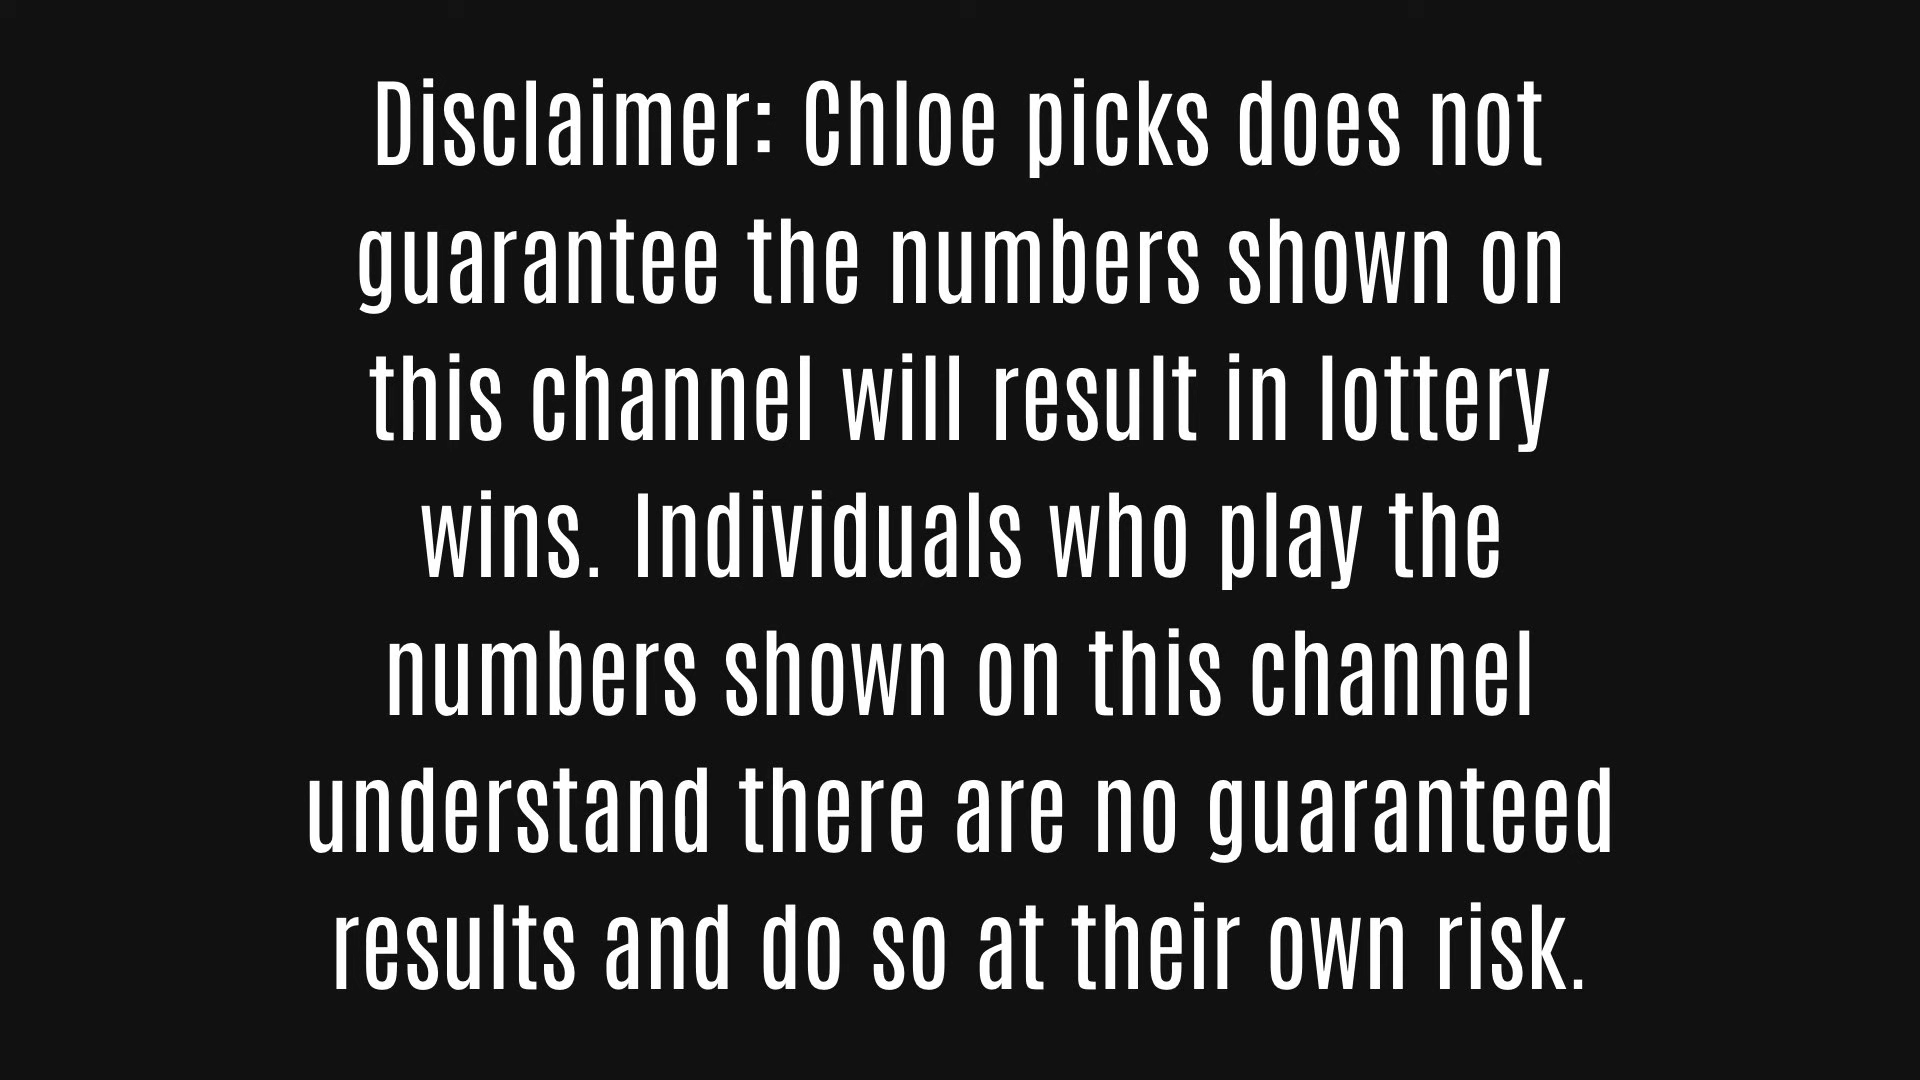 Disclaimer: Chloe picks does not
guarantee the numbers shown on
this channel will result in lottery
wins. Individuals who play the
numbers shown on this channel
understand there are no guaranteed
results and do so at their own risk.